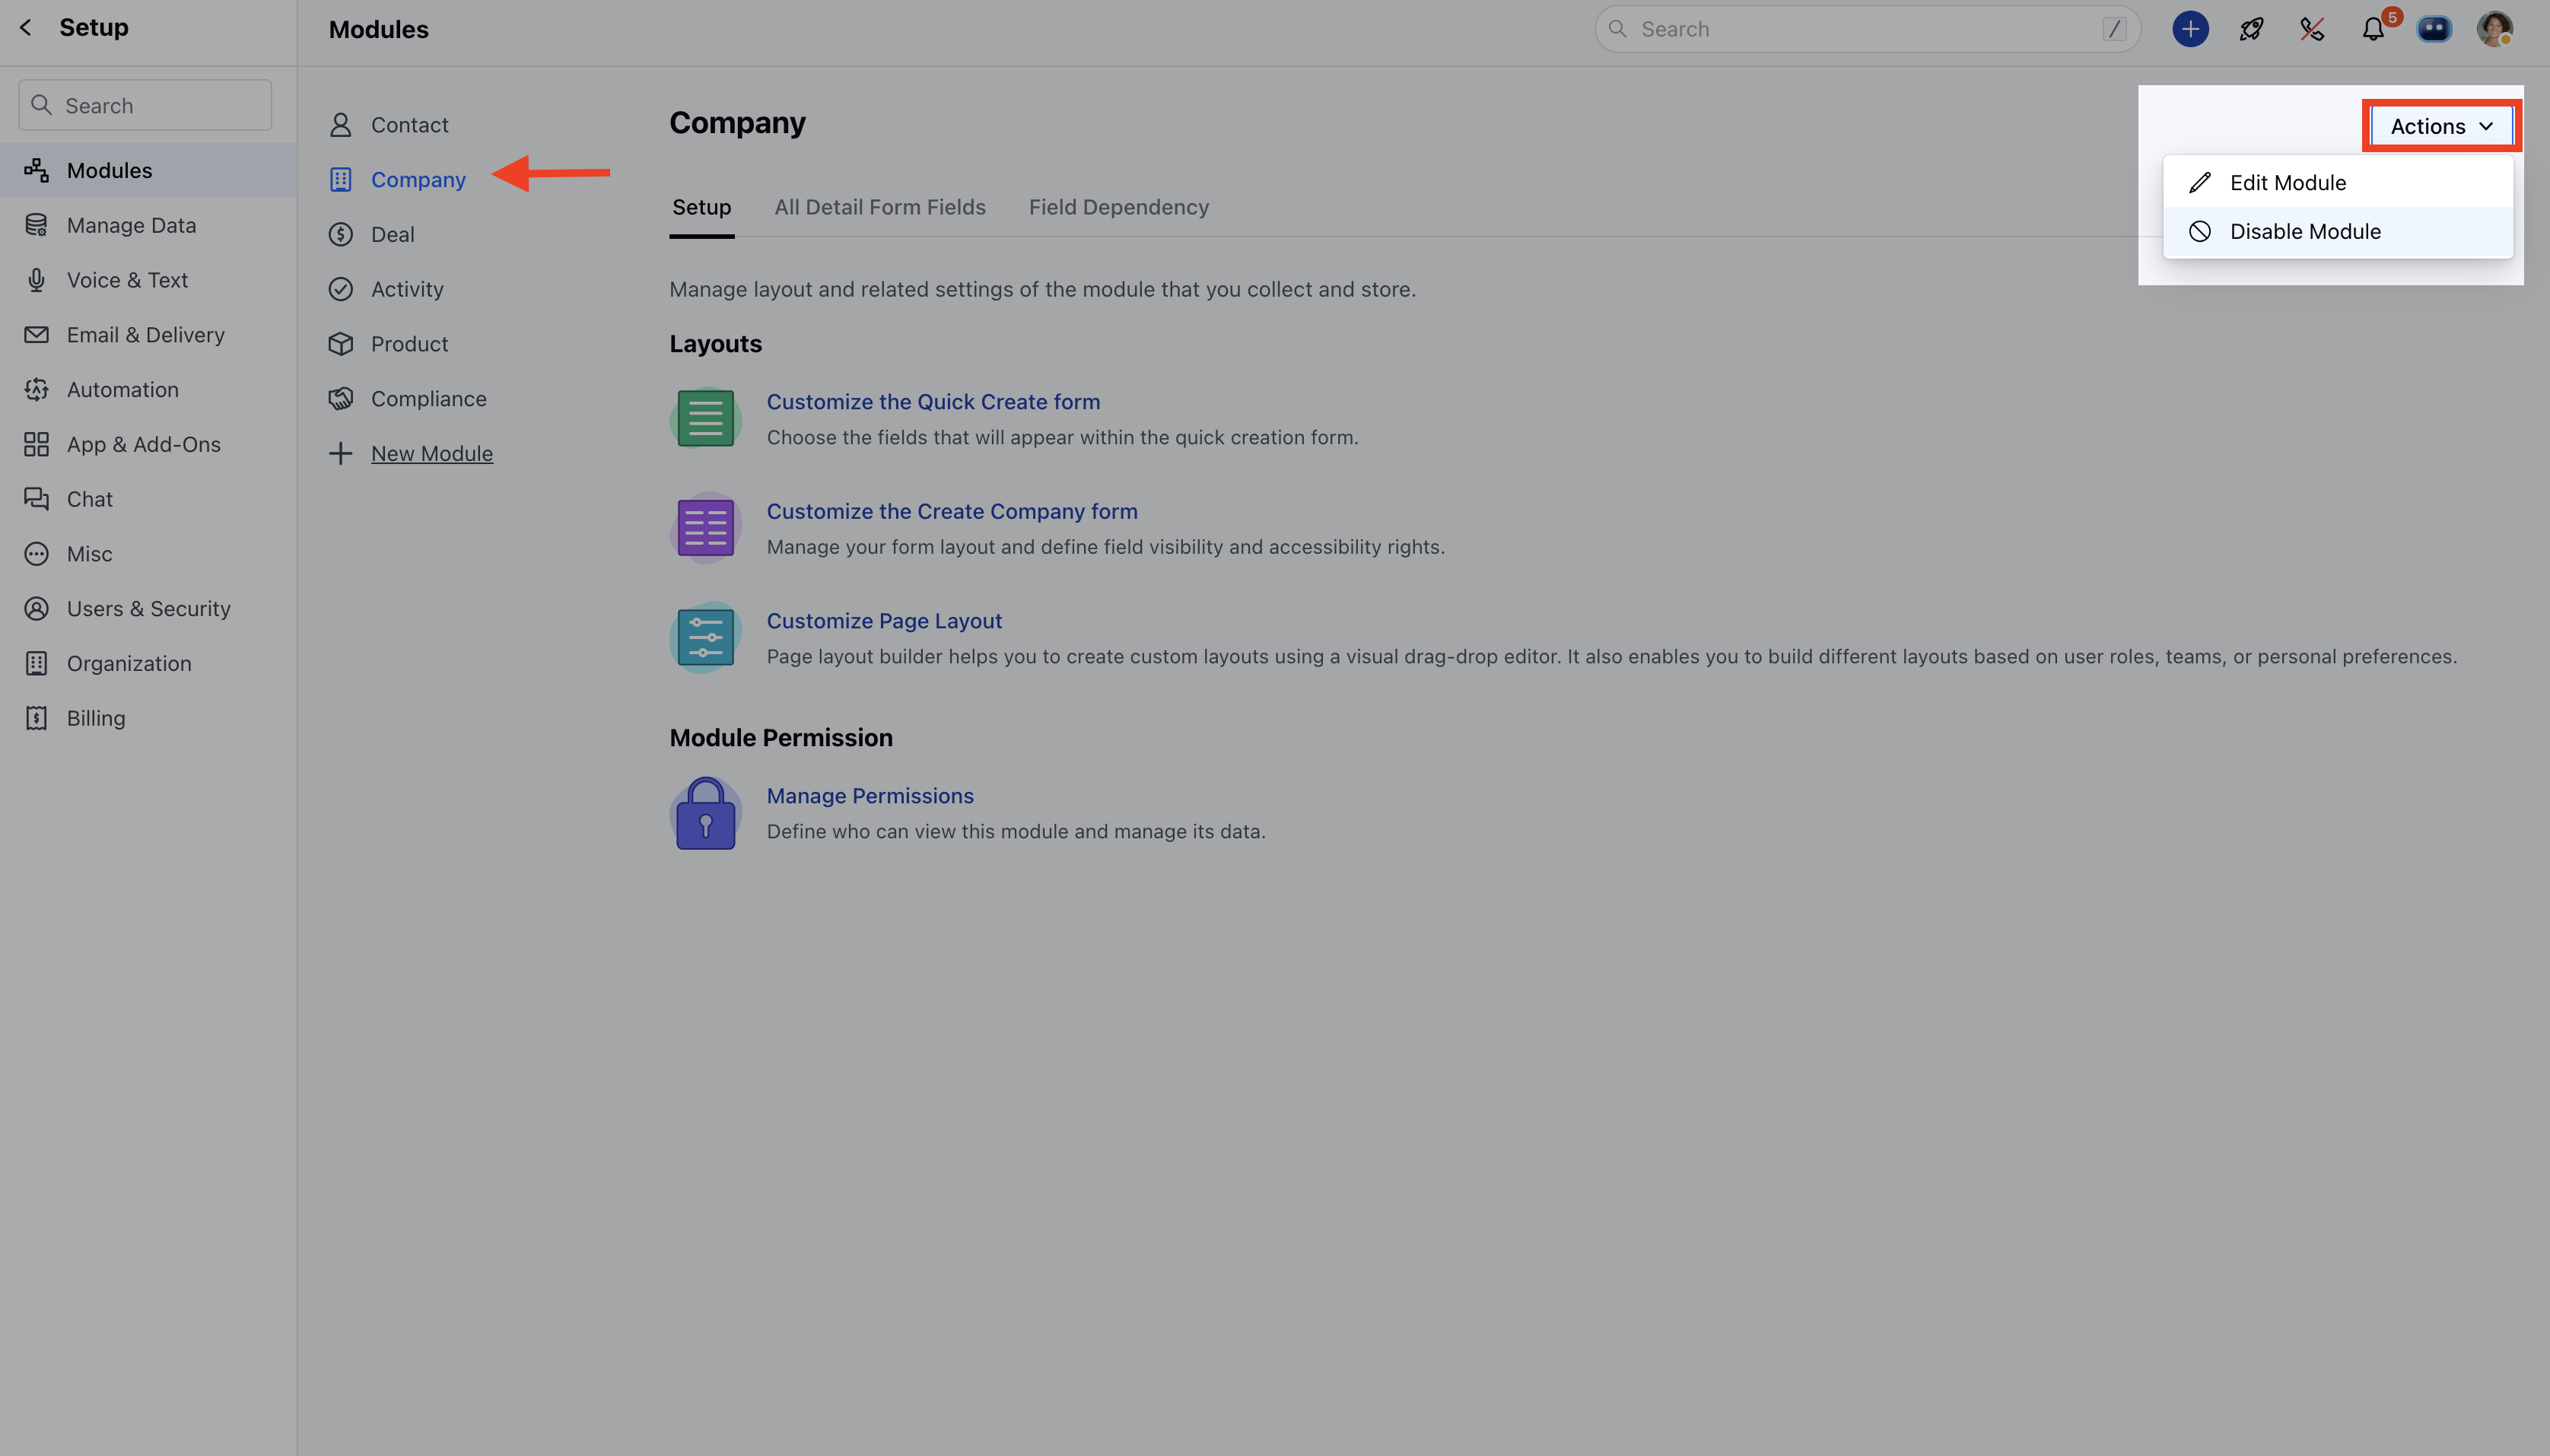 Setup
Search
Modules
Manage Data
Voice & Text
Email & Delivery
Automation
App & Add-Ons
Chat
Misc
Users & Security
Organization
Billing
Modules
Search /
5
Contact
Company
Deal
Activity
Product
Compliance
New Module
Company
Actions
Edit Module
Disable Module
Setup All Detail Form Fields Field Dependency
Manage layout and related settings of the module that you collect and store.
Layouts
Customize the Quick Create form
Choose the fields that will appear within the quick creation form.
Customize the Create Company form
Manage your form layout and define field visibility and accessibility rights.
Customize Page Layout
Page layout builder helps you to create custom layouts using a visual drag-drop editor. It also enables you to build different layouts based on user roles, teams, or personal preferences.
Module Permission
Manage Permissions
Define who can view this module and manage its data.